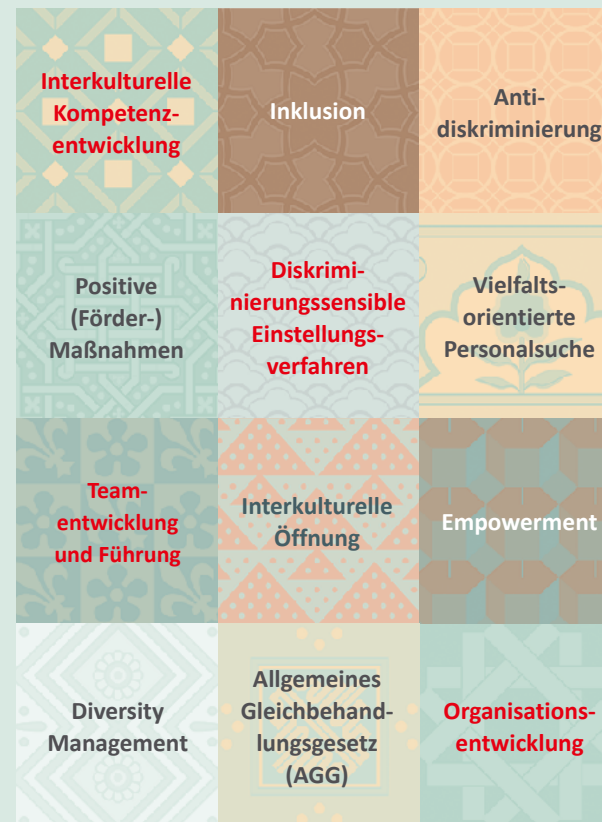 Interkulturelle
Kompetenz-
entwicklung
Inklusion
Anti-
diskriminierung
Positive
(Förder-)
Maßnahmen
Diskrimi-
nierungssensible
Einstellungs-
verfahren
Vielfalts-
orientierte
Personalsuche
Team-
entwicklung
und Führung
Interkulturelle
Öffnung
Empowerment
Diversity
Management
Allgemeines
Gleichbehand-
lungsgesetz
(AGG)
Organisations-
entwicklung